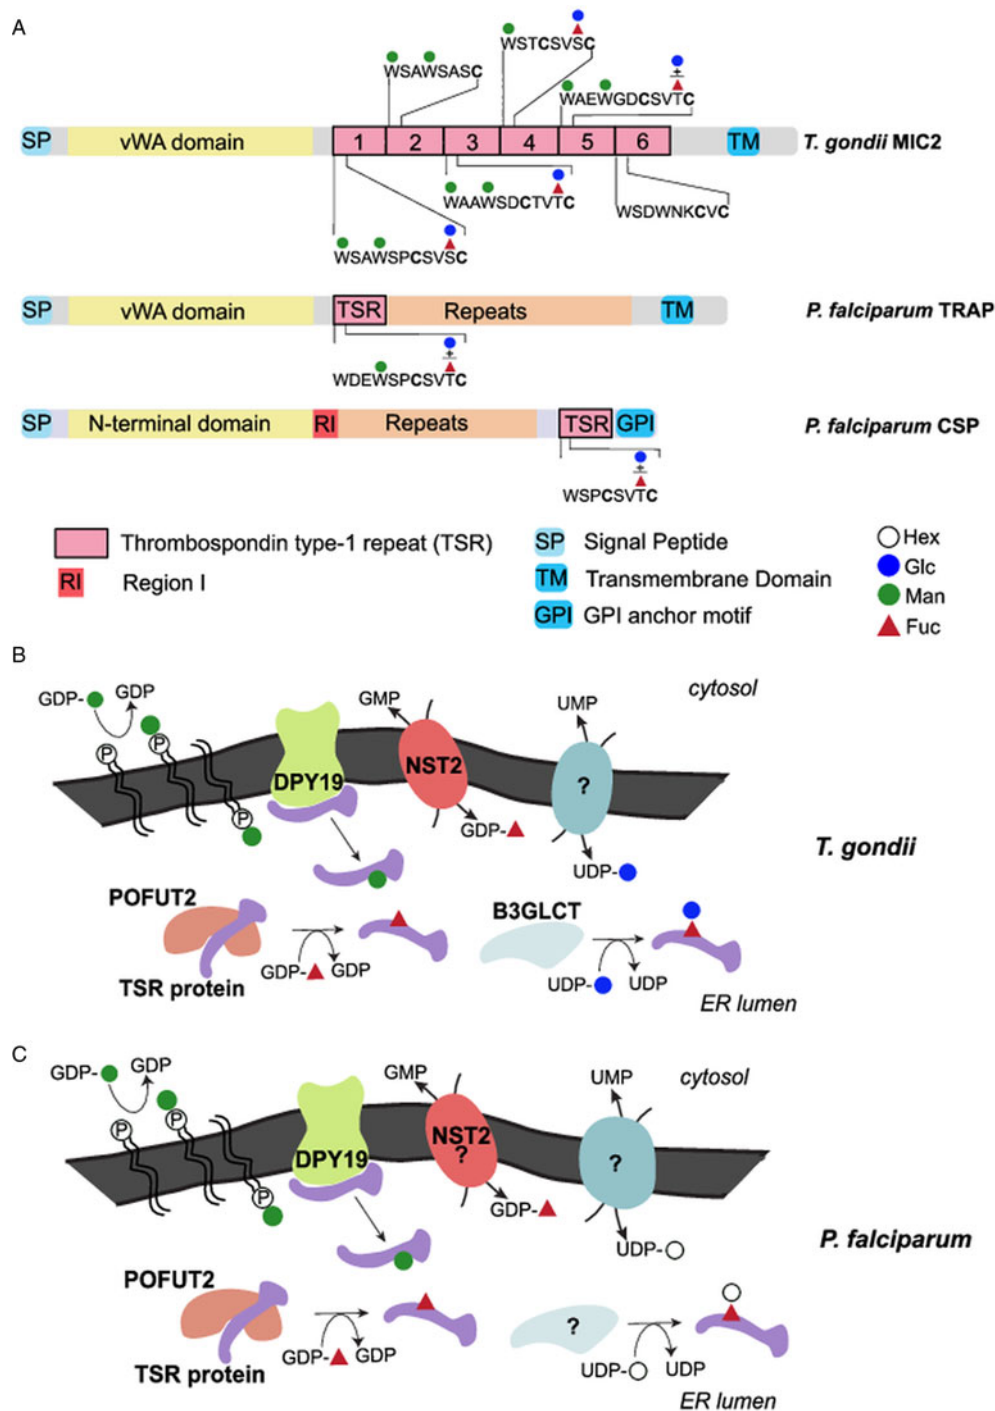 A
WSTCSVSC
WSAWSASC
±
WAEWGDCSVTC
SP vWA domain 1 2 3 4 5 6 TM T. gondii MIC2
WAAWSDCTVTC
WSDWNKCVC
WSAWSPCSVSC
SP vWA domain TSR Repeats TM P. falciparum TRAP
±
WDEWSPCSVTC
SP N-terminal domain RI Repeats TSR GPI P. falciparum CSP
±
WSPCSVTC
Thrombospondin type-1 repeat (TSR)
RI Region I
SP Signal Peptide
TM Transmembrane Domain
GPI GPI anchor motif
Hex
Glc
Man
Fuc
B
GDP- GDP
GMP
UMP
cytosol
P P
DPY19
NST2
?
P
GDP-
UDP-
T. gondii
POFUT2
TSR protein
GDP- GDP
B3GLCT
UDP- UDP
ER lumen
C
GDP- GDP
GMP
UMP
cytosol
P P
DPY19
NST2
?
?
P
GDP-
UDP-
P. falciparum
POFUT2
TSR protein
GDP- GDP
?
UDP- UDP
ER lumen